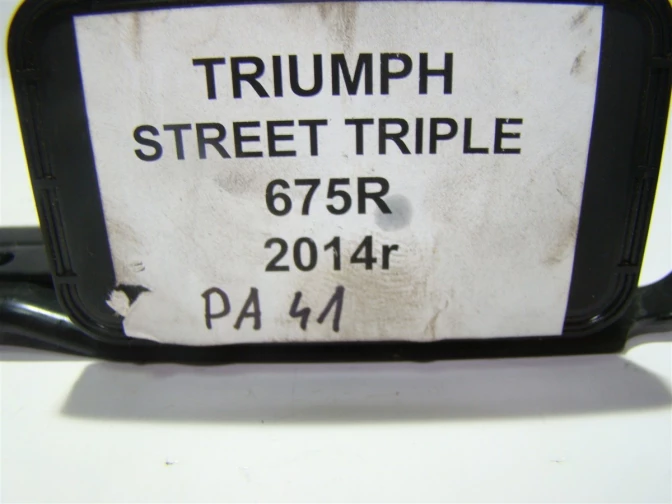 TRIUMPH
STREET TRIPLE
675R
2014r
PA 41